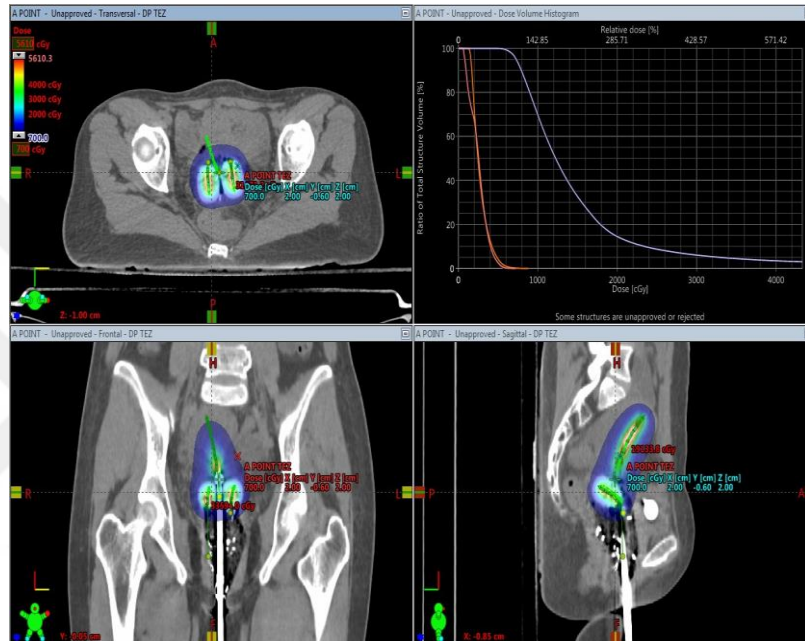 A POINT - Unapproved - Transversal - DP TEZ
Dose
5610
cGy
5610.3
4000 cGy
3000 cGy
2000 cGy
700.0
700 cGy
A
R
L
P
A POINT TEZ
Dose [cGy] X [cm] Y [cm] Z [cm]
700.0 2.00 -0.60 2.00
Z: -1.00 cm
A POINT - Unapproved - Dose Volume Histogram
Relative dose [%]
142.85 285.71 428.57 571.42
Ratio of Total Structure Volume [%]
100
80
60
40
20
0
0 1000 2000 3000 4000
Dose [cGy]
Some structures are unapproved or rejected
A POINT - Unapproved - Frontal - DP TEZ
H
R
L
A POINT TEZ
Dose [cGy] X [cm] Y [cm] Z [cm]
700.0 2.00 -0.60 2.00
Y: -0.05 cm
A POINT - Unapproved - Sagittal - DP TEZ
H
P
A
A POINT TEZ
Dose [cGy] X [cm] Y [cm] Z [cm]
700.0 2.00 -0.60 2.00
X: -0.85 cm